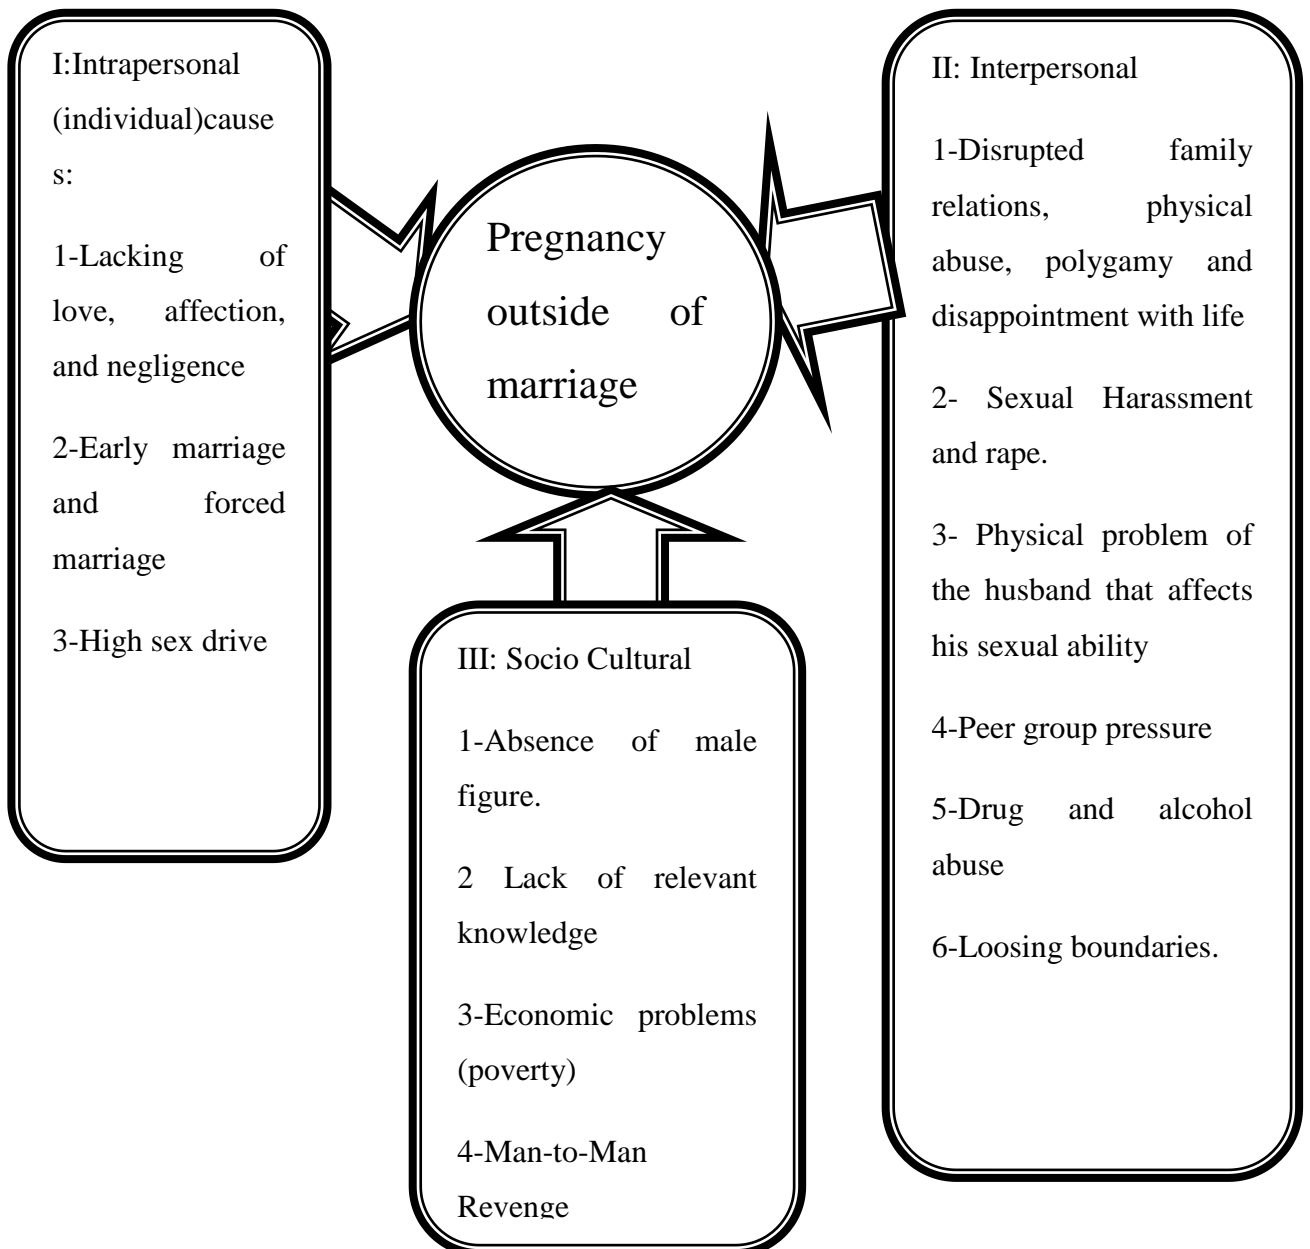 I:Intrapersonal
(individual)cause
s:
1-Lacking of
love, affection,
and negligence
2-Early marriage
and forced
marriage
3-High sex drive
Pregnancy
outside of
marriage
II: Interpersonal
1-Disrupted family
relations, physical
abuse, polygamy and
disappointment with life
2- Sexual Harassment
and rape.
3- Physical problem of
the husband that affects
his sexual ability
4-Peer group pressure
5-Drug and alcohol
abuse
6-Loosing boundaries.
III: Socio Cultural
1-Absence of male
figure.
2 Lack of relevant
knowledge
3-Economic problems
(poverty)
4-Man-to-Man
Revenge